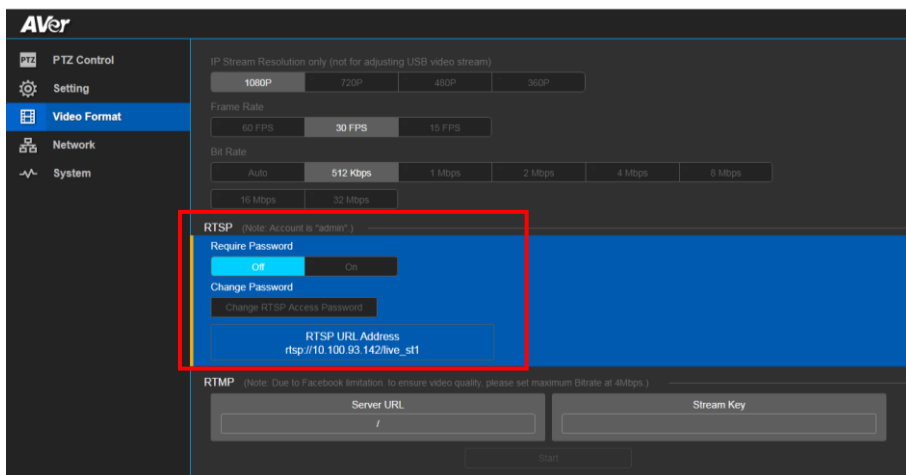 AVer
PTZ PTZ Control
Setting
Video Format
Network
System
IP Stream Resolution only (not for adjusting USB video stream)
1080P 720P 480P 360P
Frame Rate
60 FPS 30 FPS 15 FPS
Bit Rate
Auto 512 Kbps 1 Mbps 2 Mbps 4 Mbps 8 Mbps
16 Mbps 32 Mbps
RTSP (Note: Account is "admin".)
Require Password
Off On
Change Password
Change RTSP Access Password
RTSP URL Address
rtsp://10.100.93.142/live_st1
RTMP (Note: Due to Facebook limitation, to ensure video quality, please set maximum Bitrate at 4Mbps.)
Server URL Stream Key
/
Start